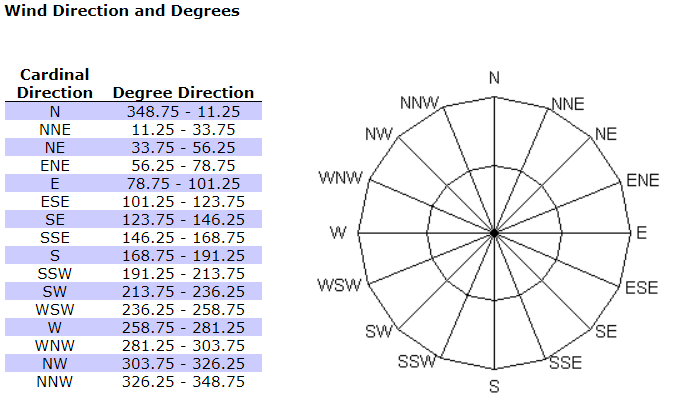 Wind Direction and Degrees
Cardinal
Direction Degree Direction
N 348.75 - 11.25
NNE 11.25 - 33.75
NE 33.75 - 56.25
ENE 56.25 - 78.75
E 78.75 - 101.25
ESE 101.25 - 123.75
SE 123.75 - 146.25
SSE 146.25 - 168.75
S 168.75 - 191.25
SSW 191.25 - 213.75
SW 213.75 - 236.25
WSW 236.25 - 258.75
W 258.75 - 281.25
WNW 281.25 - 303.75
NW 303.75 - 326.25
NNW 326.25 - 348.75
N
NNW NNE
NW NE
WNW ENE
W E
WSW ESE
SW SE
SSW SSE
S